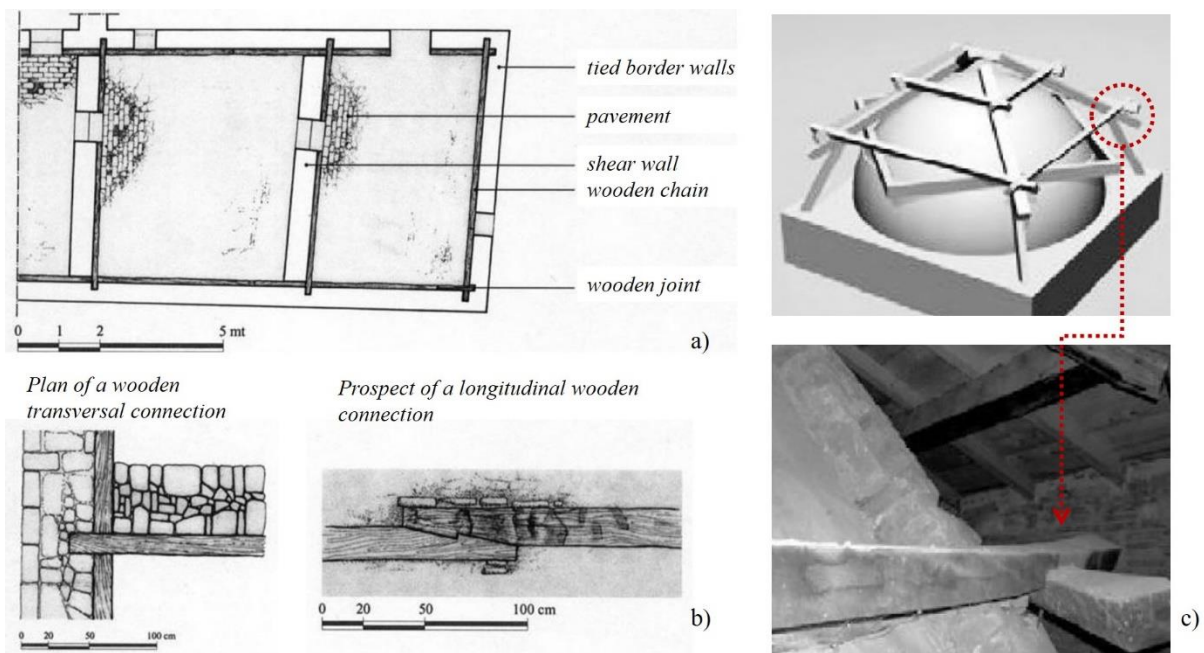 tied border walls
pavement
shear wall
wooden chain
wooden joint
0 1 2 5 mt
a)
Plan of a wooden
transversal connection
Prospect of a longitudinal wooden
connection
0 20 50 100 cm
0 20 50 100 cm
b)
c)